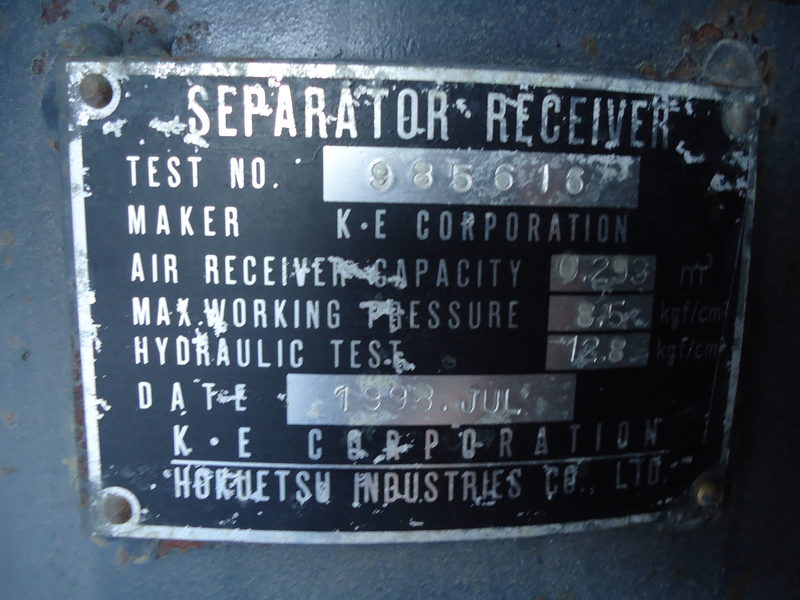 SEPARATOR RECEIVER
TEST NO. 985616
MAKER K·E CORPORATION
AIR RECEIVER CAPACITY 0.293 m³
MAX.WORKING PRESSURE 8.5 kgf/cm²
HYDRAULIC TEST 12.8 kgf/cm²
DATE 1998.JUL
K·E CORPORATION
HOKUETSU INDUSTRIES CO., LTD.